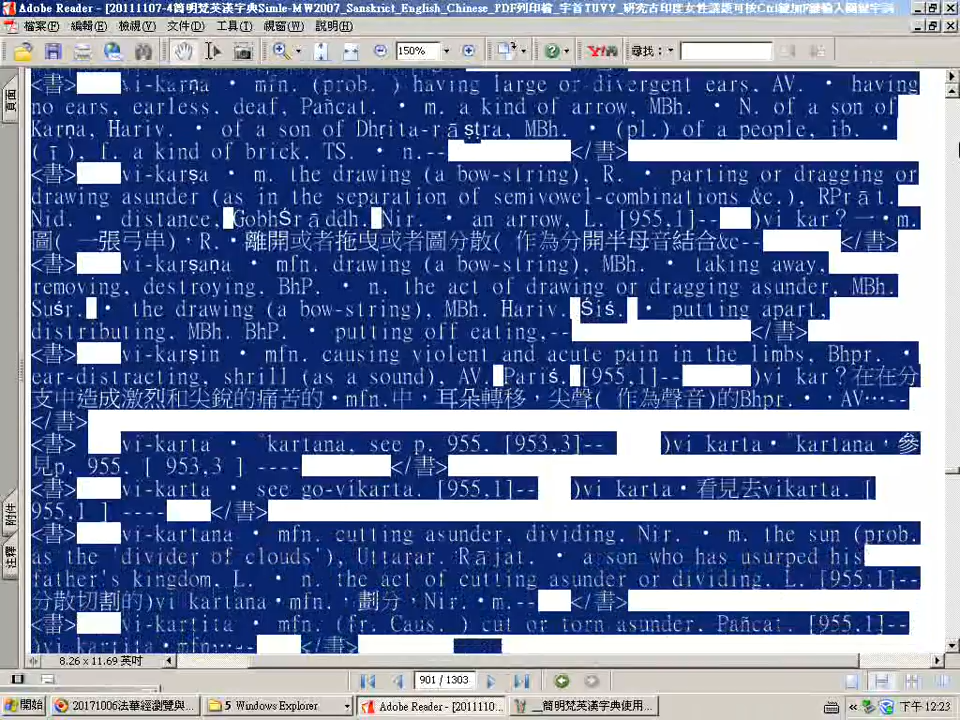 Adobe Reader - [20111107-4簡明梵英漢字典Simle-MW2007_Sanskrict_English_Chinese_PDF列印檔_字首TUVY_研究古印度女性議題可按Ctrl鍵加F鍵輸入關鍵字詞
檔案(F) 編輯(E) 檢視(V) 文件(D) 工具(T) 視窗(W) 說明(H)
150% Y! 尋找：
頁面
<書> vi-karṇa • mfn. (prob. ) having large or divergent ears, AV. • having
no ears, earless, deaf, Pañcat. • m. a kind of arrow, MBh. • N. of a son of
Karṇa, Hariv. • of a son of Dhṛita-rāṣṭra, MBh. • (pl.) of a people, ib. •
(ī), f. a kind of brick, TS. • n.-- </書>
<書> vi-karṣa • m. the drawing (a bow-string), R. • parting or dragging or
drawing asunder (as in the separation of semivowel-combinations &c.), RPrāt.
Nid. • distance, GobhŚrāddh. Nir. • an arrow, L. [955,1]-- )vi kar？一•m.
圖( 一張弓串)，R.•離開或者拖曳或者圖分散( 作為分開半母音結合&c-- </書>
<書> vi-karṣaṇa • mfn. drawing (a bow-string), MBh. • taking away,
removing, destroying, BhP. • n. the act of drawing or dragging asunder, MBh.
Suśr. • the drawing (a bow-string), MBh. Hariv. Śiś. • putting apart,
distributing, MBh. BhP. • putting off eating,-- </書>
<書> vi-karṣin • mfn. causing violent and acute pain in the limbs, Bhpr. •
ear-distracting, shrill (as a sound), AV. Pariś. [955,1]-- )vi kar？在在分
支中造成激烈和尖銳的痛苦的•mfn.中，耳朵轉移，尖聲( 作為聲音)的Bhpr.•，AV…--
</書>
<書> vi-karta • °kartana, see p. 955. [953,3]-- )vi karta•°kartana，參
見p. 955. [ 953,3 ] ---- </書>
<書> vi-karta • see go-vikarta. [955,1]-- )vi karta•看見去vikarta. [
955,1 ] ---- </書>
<書> vi-kartana • mfn. cutting asunder, dividing, Nir. • m. the sun (prob.
as the 'divider of clouds'), Uttarar. Rājat. • a son who has usurped his
father's kingdom, L. • n. the act of cutting asunder or dividing, L. [955,1]--
分散切割的)vi kartana•mfn.，劃分，Nir.•m.-- </書>
<書> vi-kartita • mfn. (fr. Caus. ) cut or torn asunder, Pañcat. [955,1]--
)vi kartita•mfn…-- </書>
附件
注釋
8.26 x 11.69 英吋
901 / 1303
開始 20171006法華經瀏覽與... 5 Windows Explorer Adobe Reader - [2011110... __簡明梵英漢字典使用... 下午 12:23